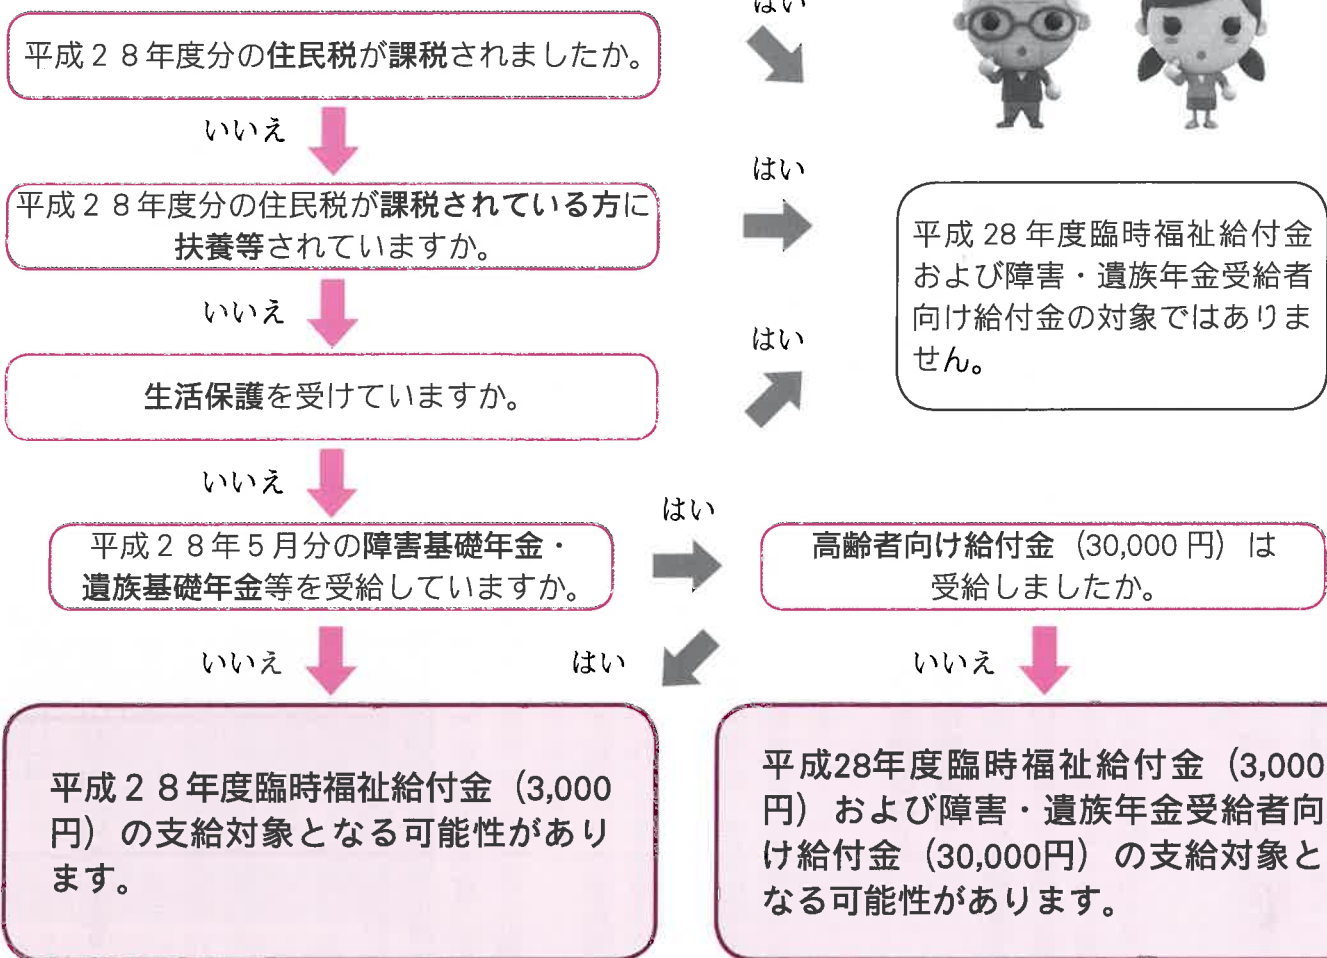 はい
平成２８年度分の住民税が課税されましたか。
いいえ
はい
平成２８年度分の住民税が課税されている方に
扶養等されていますか。
平成 28 年度臨時福祉給付金
および障害・遺族年金受給者
向け給付金の対象ではありま
せん。
いいえ
はい
生活保護を受けていますか。
いいえ
はい
平成２８年５月分の障害基礎年金・
遺族基礎年金等を受給していますか。
高齢者向け給付金（30,000 円）は
受給しましたか。
いいえ
はい
いいえ
平成２８年度臨時福祉給付金（3,000
円）の支給対象となる可能性があり
ます。
平成28年度臨時福祉給付金（3,000
円）および障害・遺族年金受給者向
け給付金（30,000円）の支給対象と
なる可能性があります。